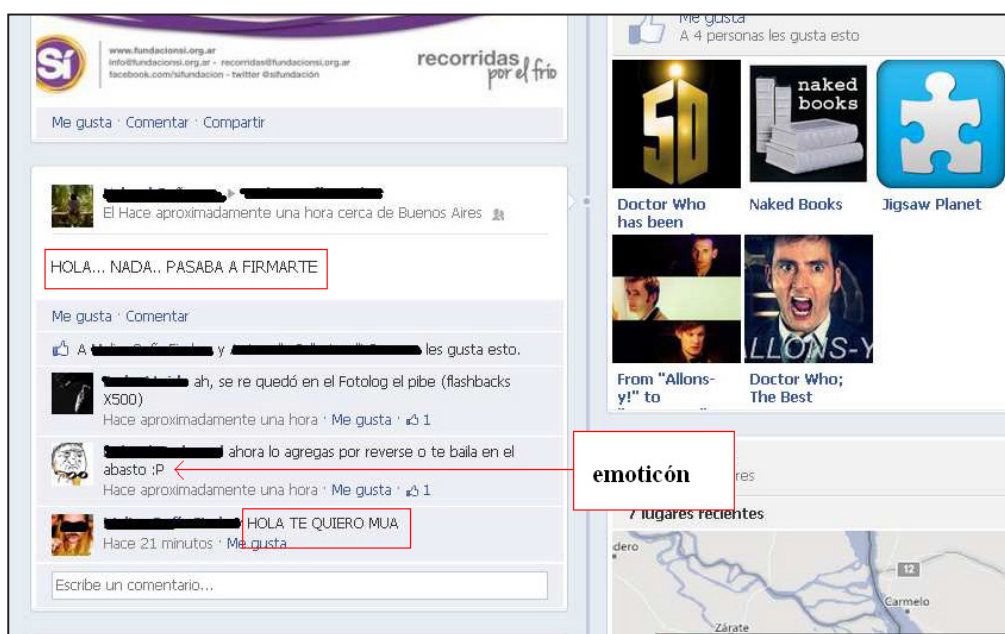 Sí
www.fundacionsi.org.ar
info@fundacionsi.org.ar - recorridas@fundacionsi.org.ar
facebook.com/sifundacion - twitter @sifundación
recorridas
por el frío
Me gusta · Comentar · Compartir
El Hace aproximadamente una hora cerca de Buenos Aires
HOLA... NADA.. PASABA A FIRMARTE
Me gusta · Comentar
A y les gusta esto.
ah, se re quedó en el Fotolog el pibe (flashbacks
X500)
Hace aproximadamente una hora · Me gusta · 1
ahora lo agregas por reverse o te baila en el
abasto :P
Hace aproximadamente una hora · Me gusta · 1
HOLA TE QUIERO MUA
Hace 21 minutos · Me gusta
Escribe un comentario...
emoticón
Me gusta
A 4 personas les gusta esto
50
naked
books
Doctor Who
has been
Naked Books
Jigsaw Planet
ALLONS-Y
From "Allons-
y!" to
Doctor Who;
The Best
7 lugares recientes
12
Carmelo
Zárate